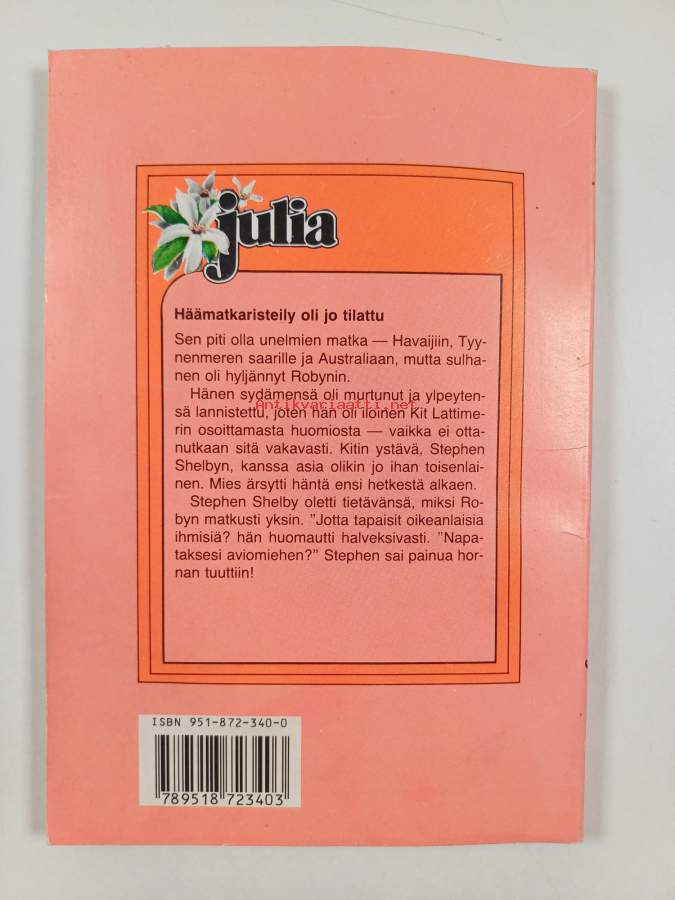 julia
Häämatkaristeily oli jo tilattu
Sen piti olla unelmien matka — Havaijiin, Tyy-
nenmeren saarille ja Australiaan, mutta sulha-
nen oli hyljännyt Robynin.
Hänen sydämensä oli murtunut ja ylpeyten-
sä lannistettu, joten hän oli iloinen Kit Lattime-
Antikvariaatti.net
rin osoittamasta huomiosta — vaikka ei otta-
nutkaan sitä vakavasti. Kitin ystävä, Stephen
Shelbyn, kanssa asia olikin jo ihan toisenlai-
nen. Mies ärsytti häntä ensi hetkestä alkaen.
Stephen Shelby oletti tietävänsä, miksi Ro-
byn matkusti yksin. ”Jotta tapaisit oikeanlaisia
ihmisiä? hän huomautti halveksivasti. ”Napa-
taksesi aviomiehen?” Stephen sai painua hor-
nan tuuttiin!
ISBN 951-872-340-0
789518 723403